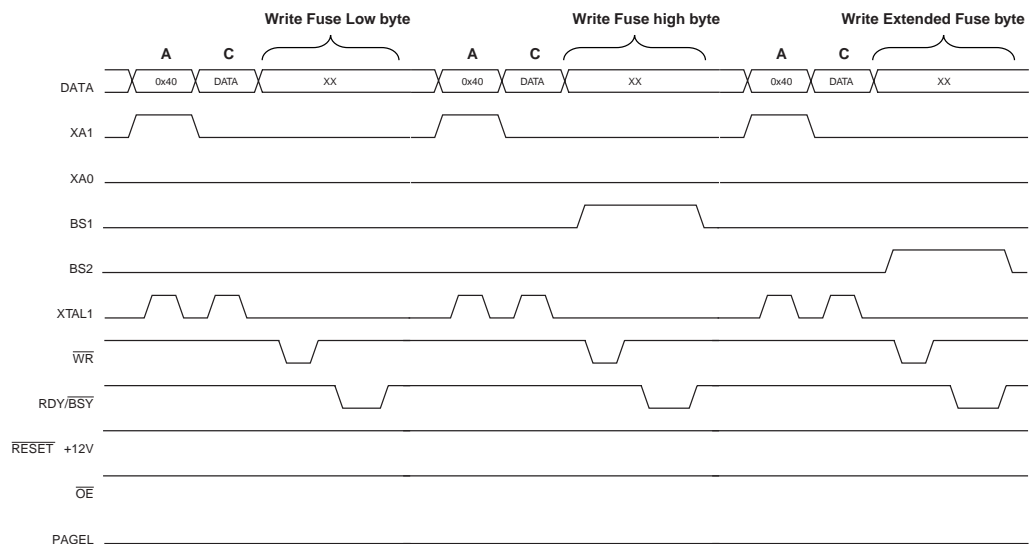 Write Fuse Low byte Write Fuse high byte Write Extended Fuse byte
A C A C A C
DATA 0x40 DATA XX 0x40 DATA XX 0x40 DATA XX
XA1
XA0
BS1
BS2
XTAL1
WR
RDY/BSY
RESET +12V
OE
PAGEL